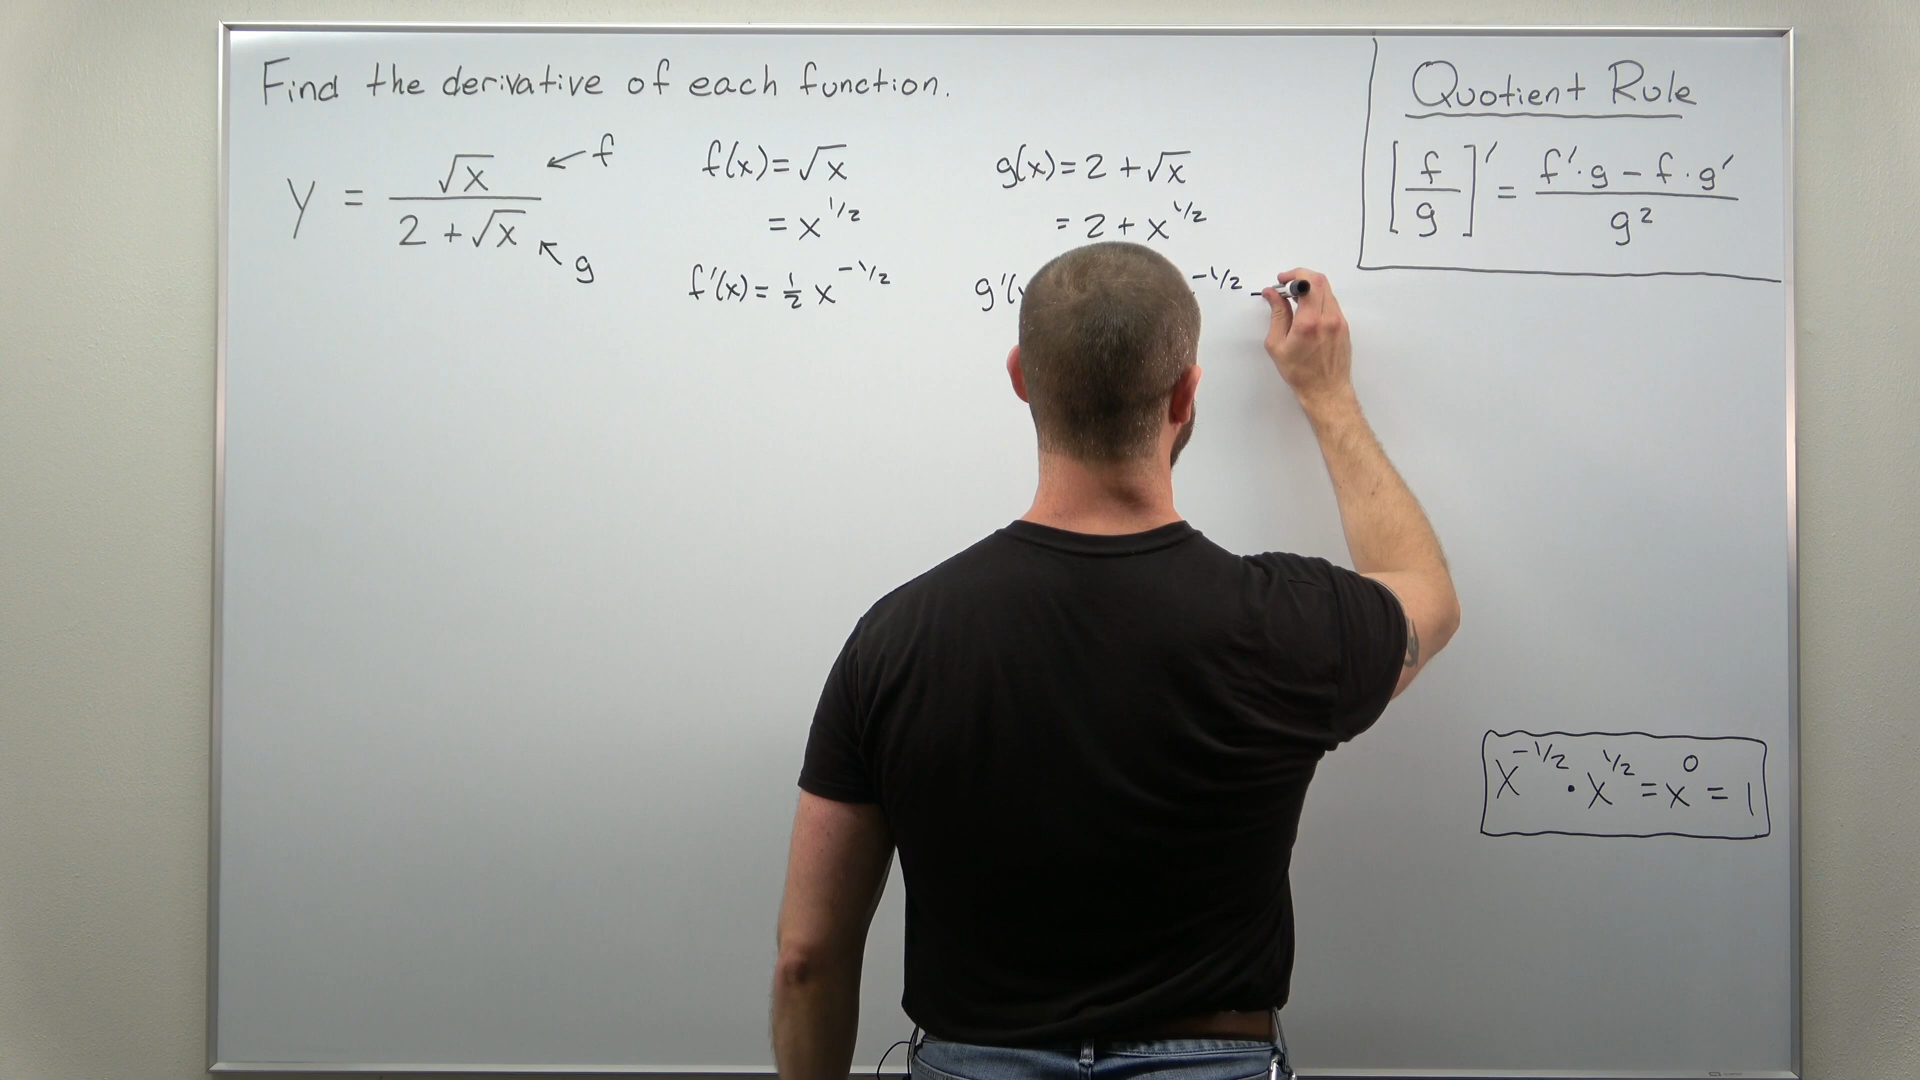 Find the derivative of each function.
y = √x / (2 + √x)
← f
↖ g
f(x) = √x
= x^1/2
f'(x) = 1/2 x^-1/2
g(x) = 2 + √x
= 2 + x^1/2
g'( -1/2 =
Quotient Rule
[f/g]' = (f'·g - f·g') / g²
x^-1/2 · x^1/2 = x^0 = 1